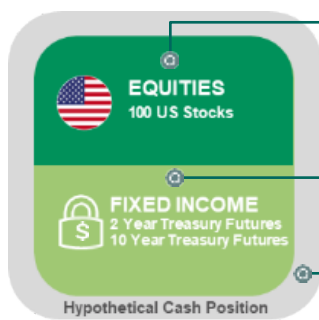 EQUITIES
100 US Stocks
FIXED INCOME
$
2 Year Treasury Futures
10 Year Treasury Futures
Hypothetical Cash Position